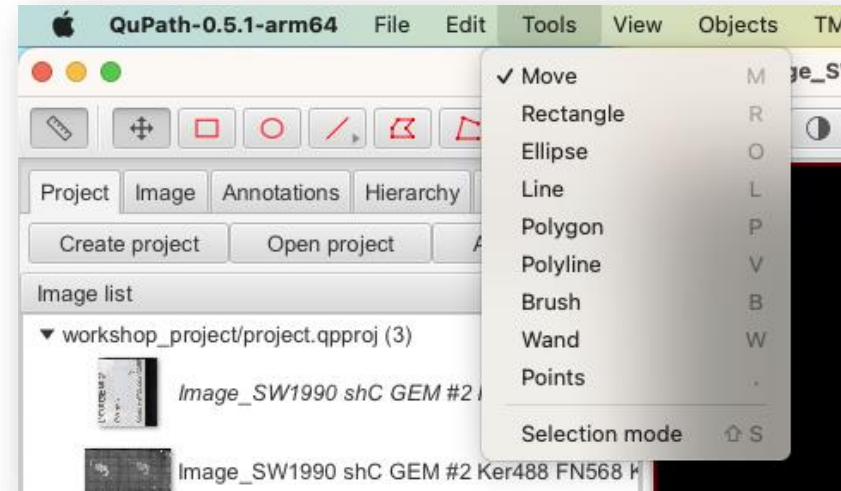 QuPath-0.5.1-arm64 File Edit Tools View Objects TM
✓ Move M
Rectangle R
Ellipse O
Line L
Polygon P
Polyline V
Brush B
Wand W
Points .
Selection mode ⇧ S
Project Image Annotations Hierarchy
Create project Open project
Image list
▼ workshop_project/project.qpproj (3)
Image_SW1990 shC GEM #2
Image_SW1990 shC GEM #2 Ker488 FN568 K